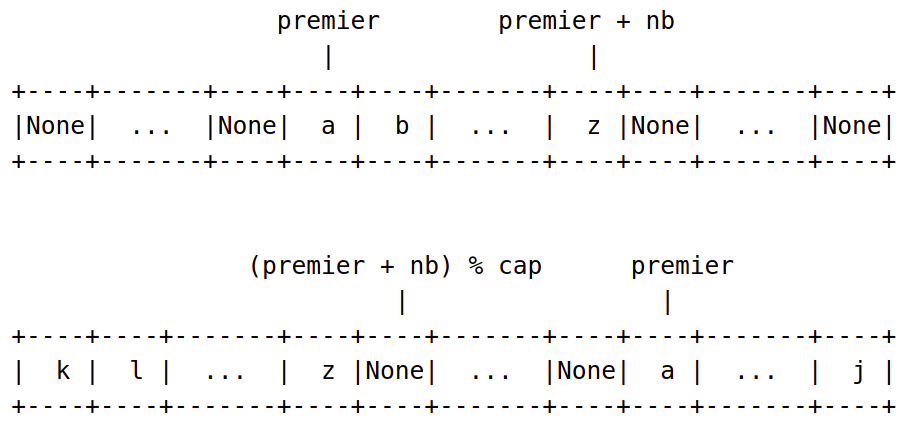 premier        premier + nb
                     |                 |
+----+-------+----+----+----+-------+----+----+-------+----+
|None|  ...  |None|  a |  b |  ...  |  z |None|  ...  |None|
+----+-------+----+----+----+-------+----+----+-------+----+
                (premier + nb) % cap      premier
                          |                 |
+----+----+-------+----+----+-------+----+----+-------+----+
|  k |  l |  ...  |  z |None|  ...  |None|  a |  ...  |  j |
+----+----+-------+----+----+-------+----+----+-------+----+